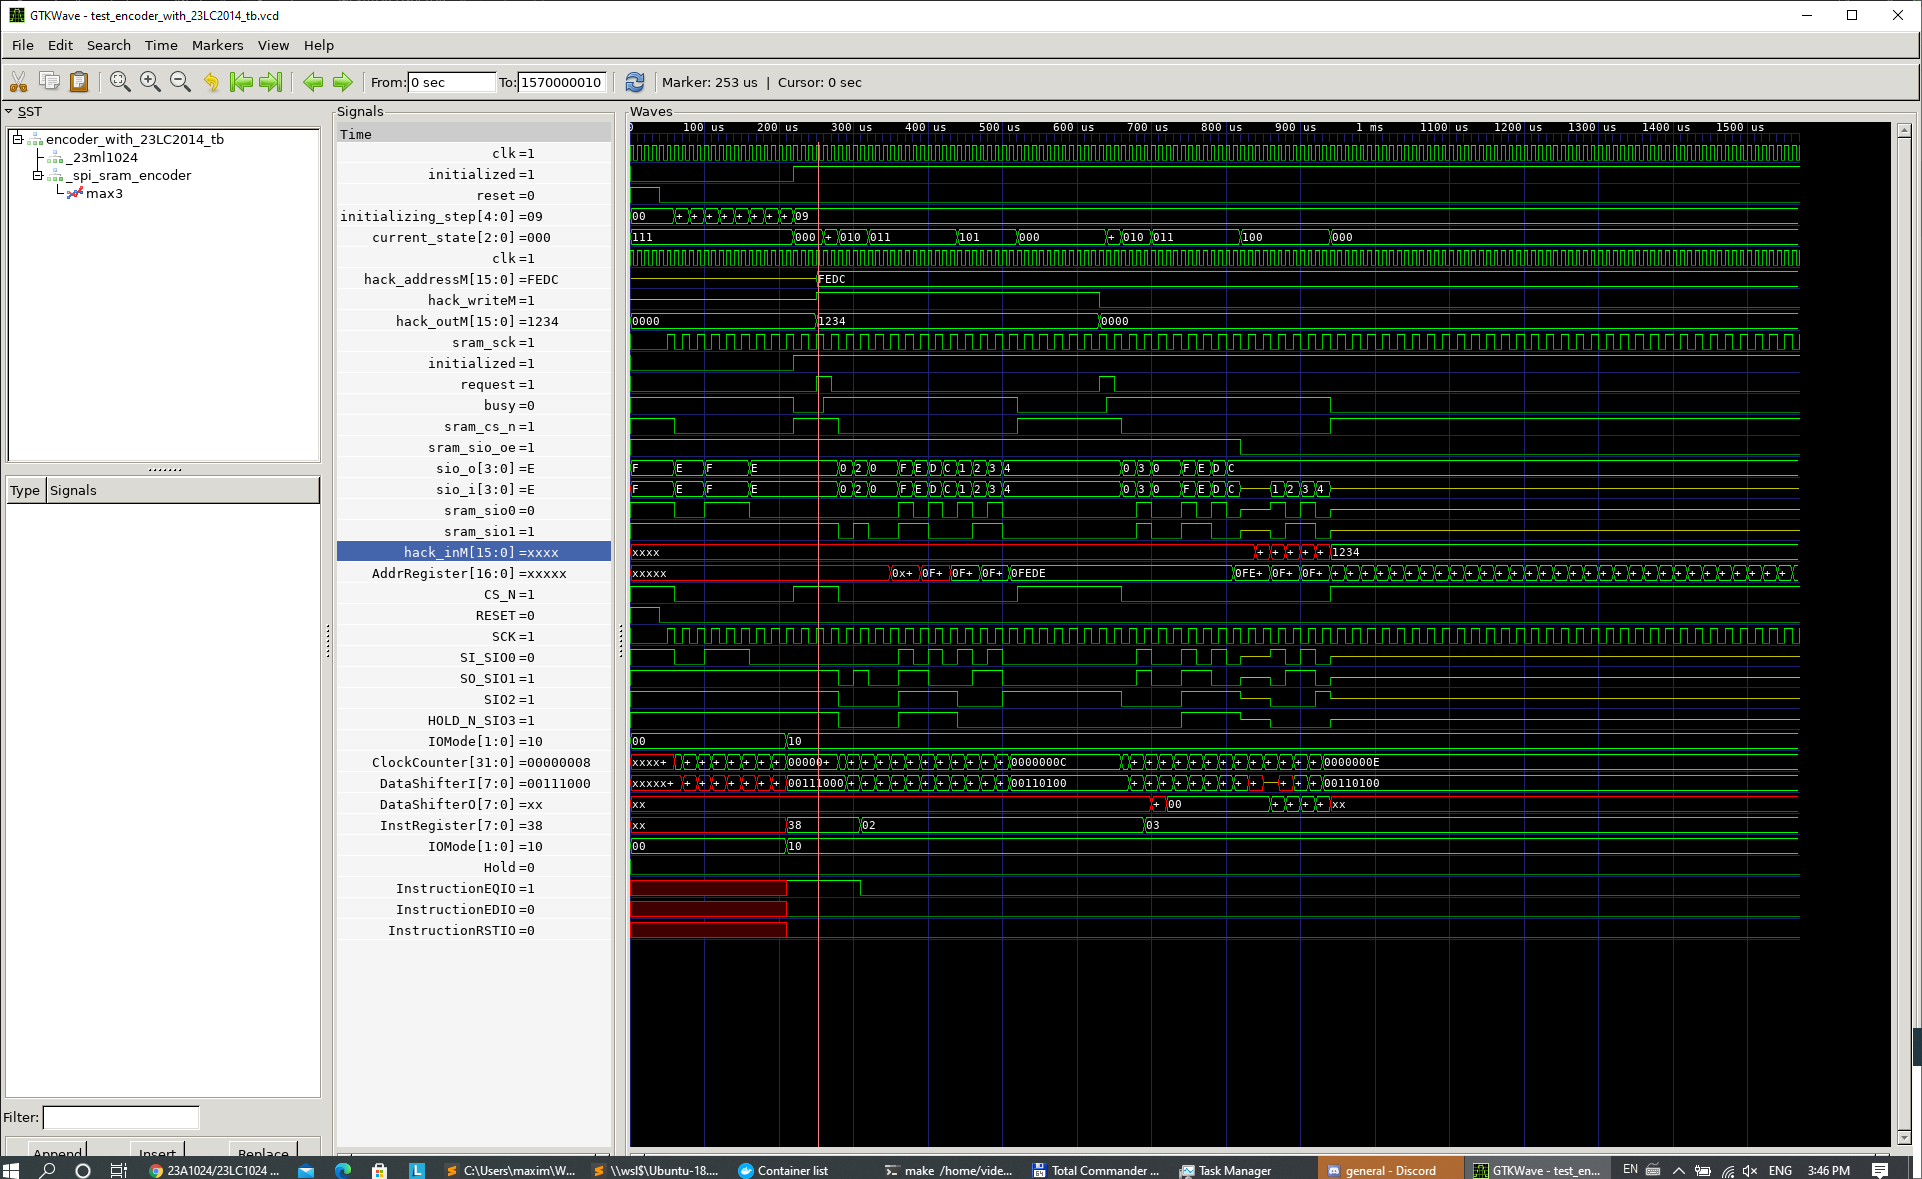 GTKWave - test_encoder_with_23LC2014_tb.vcd
File Edit Search Time Markers View Help
From: 0 sec To: 1570000010 Marker: 253 us | Cursor: 0 sec
SST
encoder_with_23LC2014_tb
_23ml1024
_spi_sram_encoder
max3
Type Signals
Filter:
Append Insert Replace
Signals
Time
clk =1
initialized =1
reset =0
initializing_step[4:0] =09
current_state[2:0] =000
clk =1
hack_addressM[15:0] =FEDC
hack_writeM =1
hack_outM[15:0] =1234
sram_sck =1
initialized =1
request =1
busy =0
sram_cs_n =1
sram_sio_oe =1
sio_o[3:0] =E
sio_i[3:0] =E
sram_sio0 =0
sram_sio1 =1
hack_inM[15:0] =xxxx
AddrRegister[16:0] =xxxxx
CS_N =1
RESET =0
SCK =1
SI_SIO0 =0
SO_SIO1 =1
SIO2 =1
HOLD_N_SIO3 =1
IOMode[1:0] =10
ClockCounter[31:0] =00000008
DataShifterI[7:0] =00111000
DataShifterO[7:0] =xx
InstRegister[7:0] =38
IOMode[1:0] =10
Hold =0
InstructionEQIO =1
InstructionEDIO =0
InstructionRSTIO =0
Waves
0 100 us 200 us 300 us 400 us 500 us 600 us 700 us 800 us 900 us 1 ms 1100 us 1200 us 1300 us 1400 us 1500 us
00 + + + + + + + + 09
111 000 + 010 011 101 000 + 010 011 100 000
FEDC
0000 1234 0000
F E F E 0 2 0 F E D C 1 2 3 4 0 3 0 F E D C
F E F E 0 2 0 F E D C 1 2 3 4 0 3 0 F E D C 1 2 3 4
xxxx + + + + + 1234
xxxxx 0x+ 0F+ 0F+ 0F+ 0FEDE 0FE+ 0F+ 0F+ + + + + + + + + + + + + + + + + + + + + + + + + + + + + + + +
00 10
xxxx+ + + + + + + + 00000+ + + + + + + + + + + + 0000000C + + + + + + + + + + + + + 0000000E
xxxxx+ + + + + + + + 00111000 + + + + + + + + + + + 00110100 + + + + + + + + + + + + 00110100
xx + 00 + + + + xx
xx 38 02 03
00 10
23A1024/23LC1024 ... C:\Users\maxim\W... \\wsl$\Ubuntu-18.... Container list make /home/vide... Total Commander ... Task Manager general - Discord GTKWave - test_en... EN ENG 3:46 PM